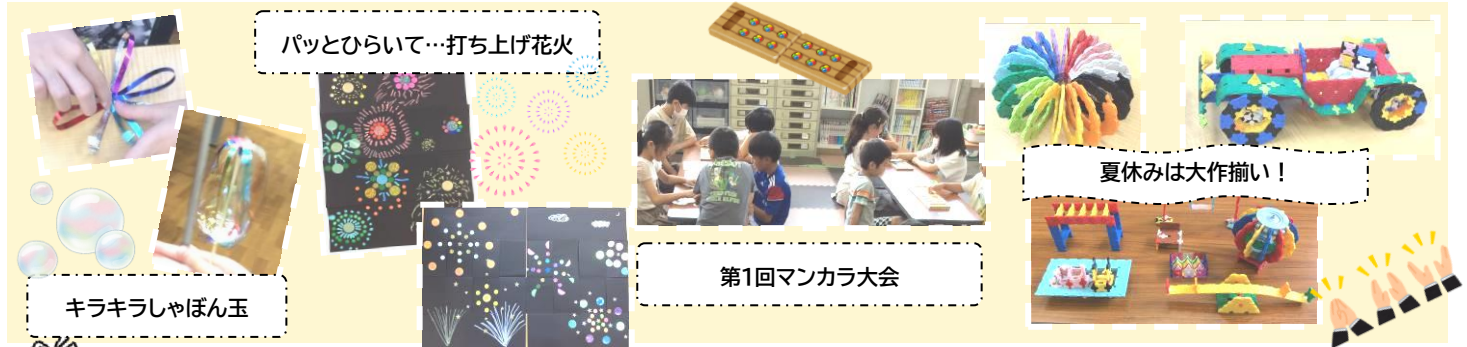 パッとひらいて…打ち上げ花火
夏休みは大作揃い！
第1回マンカラ大会
キラキラしゃぼん玉